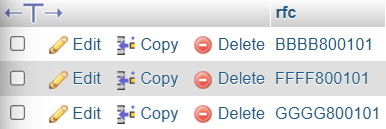 rfc
Edit Copy Delete BBBB800101
Edit Copy Delete FFFF800101
Edit Copy Delete GGGG800101